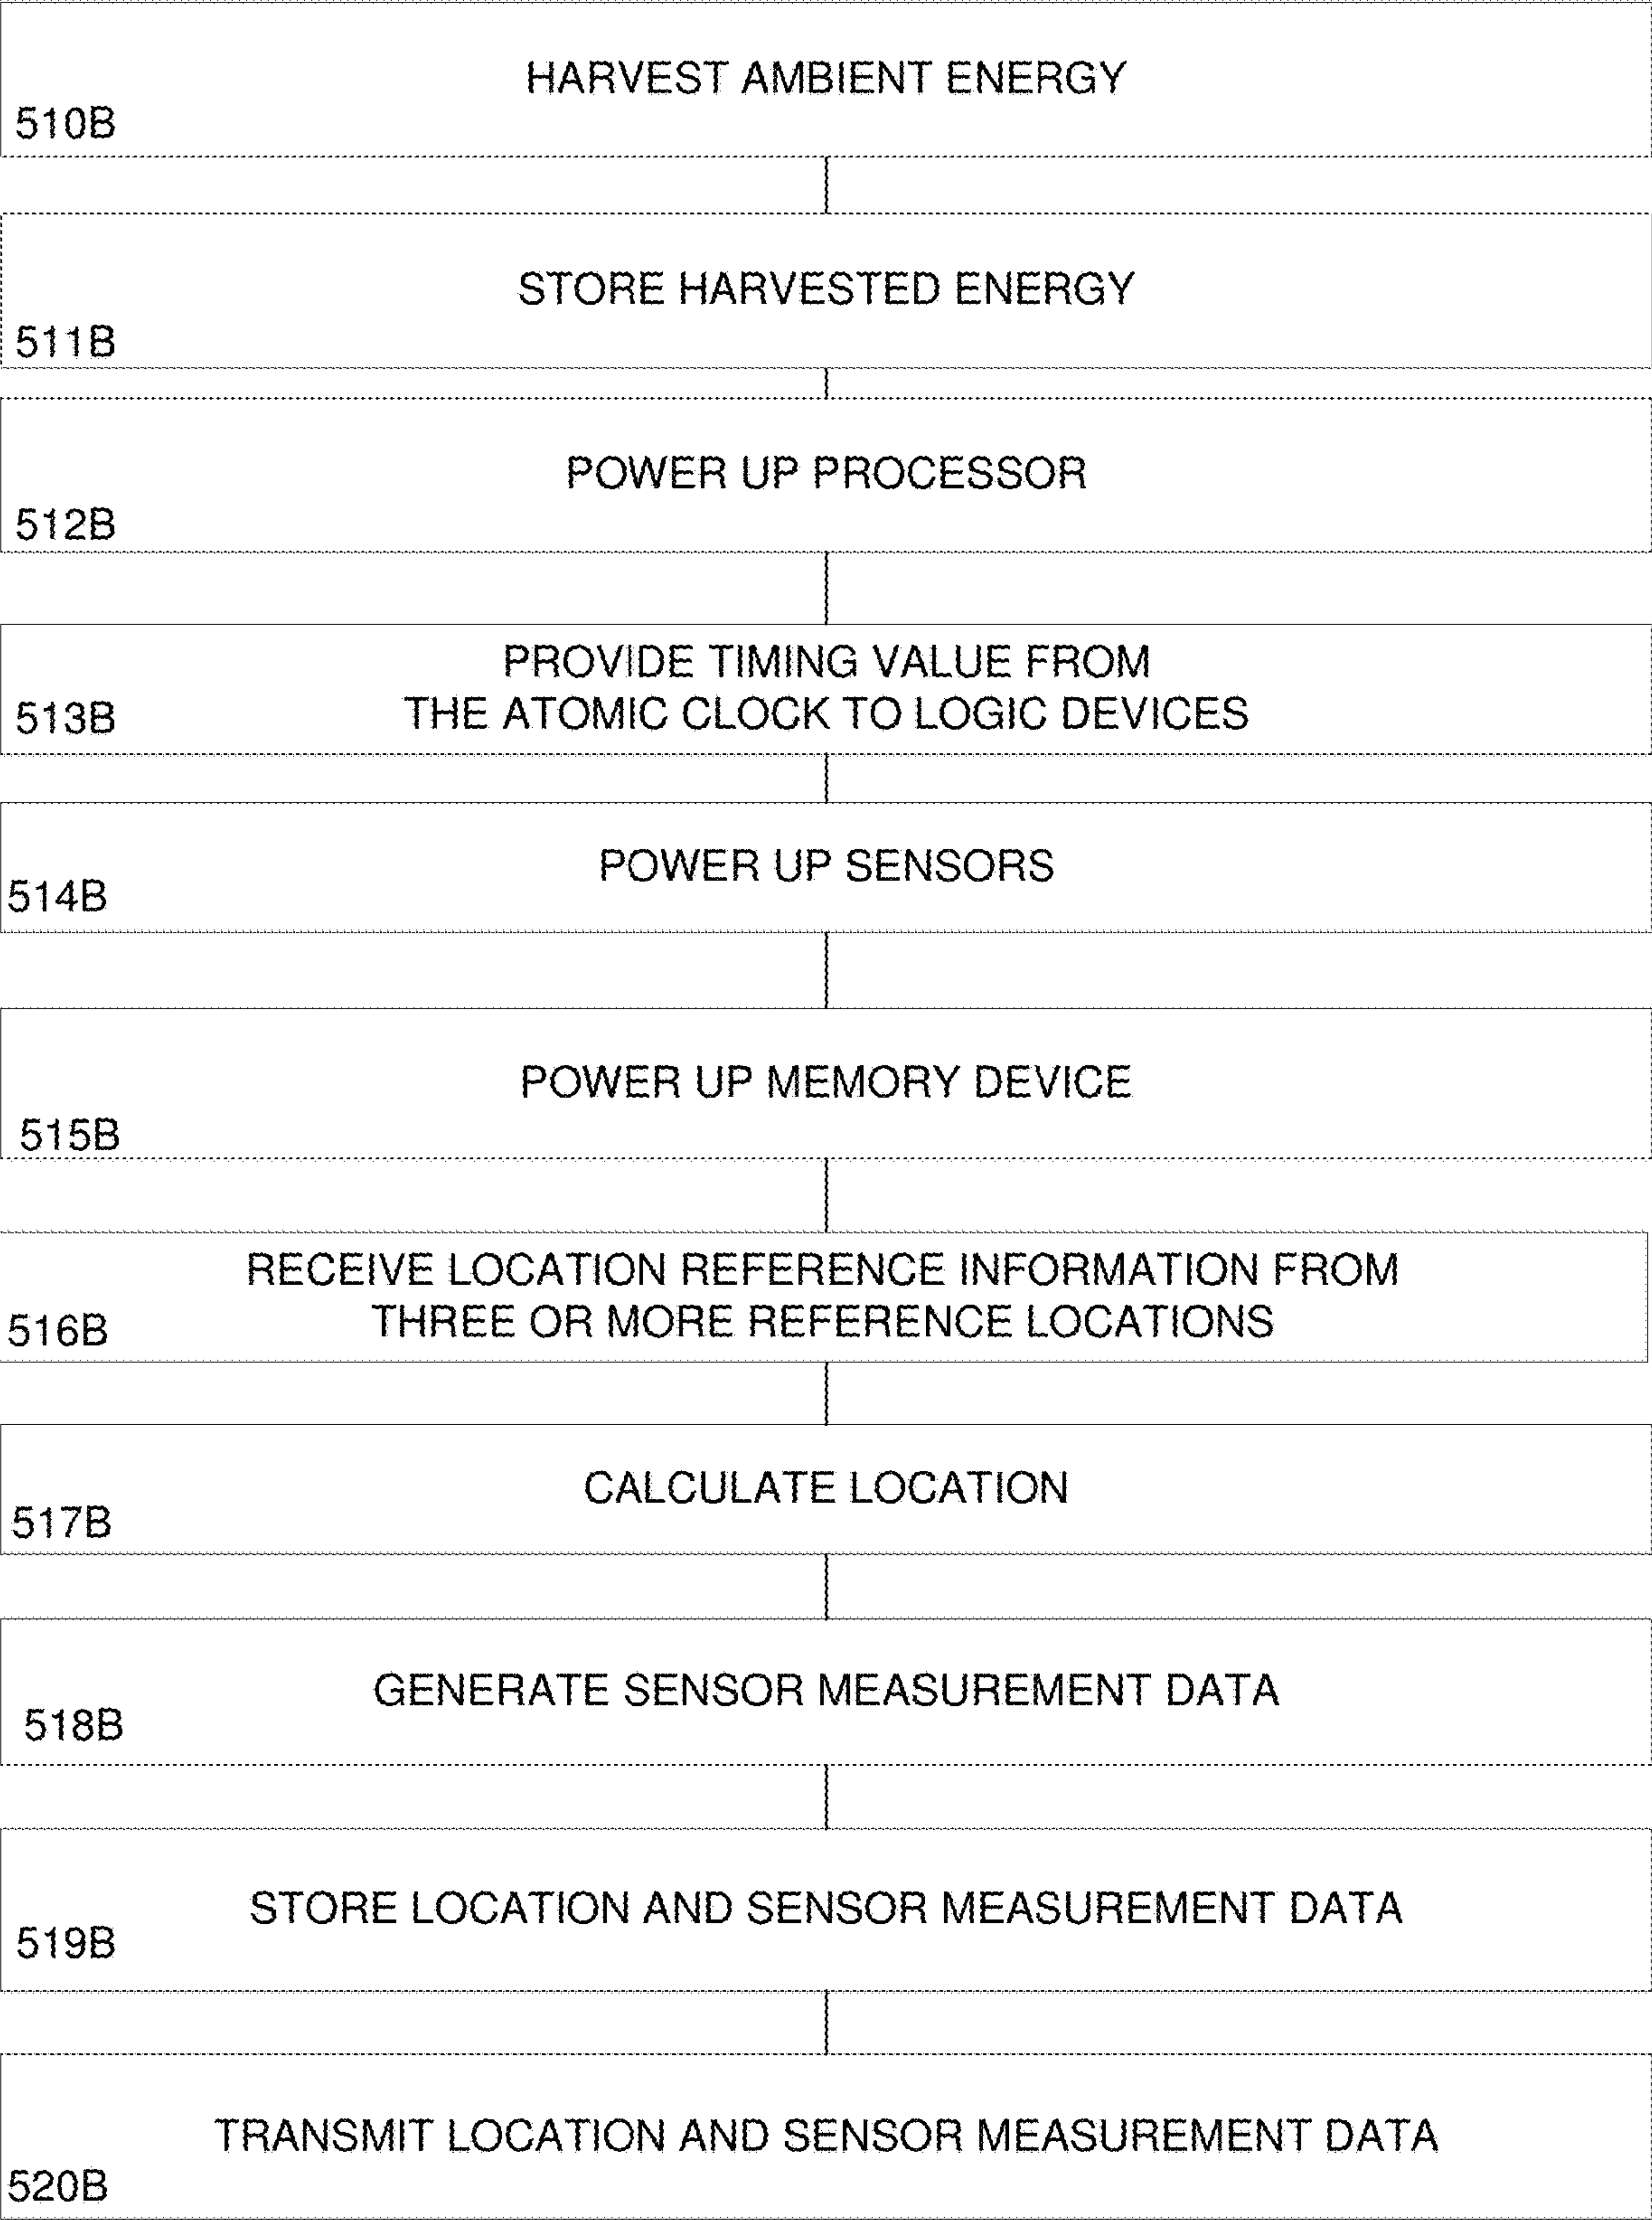 HARVEST AMBIENT ENERGY
510B
STORE HARVESTED ENERGY
511B
POWER UP PROCESSOR
512B
PROVIDE TIMING VALUE FROM
THE ATOMIC CLOCK TO LOGIC DEVICES
513B
POWER UP SENSORS
514B
POWER UP MEMORY DEVICE
515B
RECEIVE LOCATION REFERENCE INFORMATION FROM
THREE OR MORE REFERENCE LOCATIONS
516B
CALCULATE LOCATION
517B
GENERATE SENSOR MEASUREMENT DATA
518B
STORE LOCATION AND SENSOR MEASUREMENT DATA
519B
TRANSMIT LOCATION AND SENSOR MEASUREMENT DATA
520B